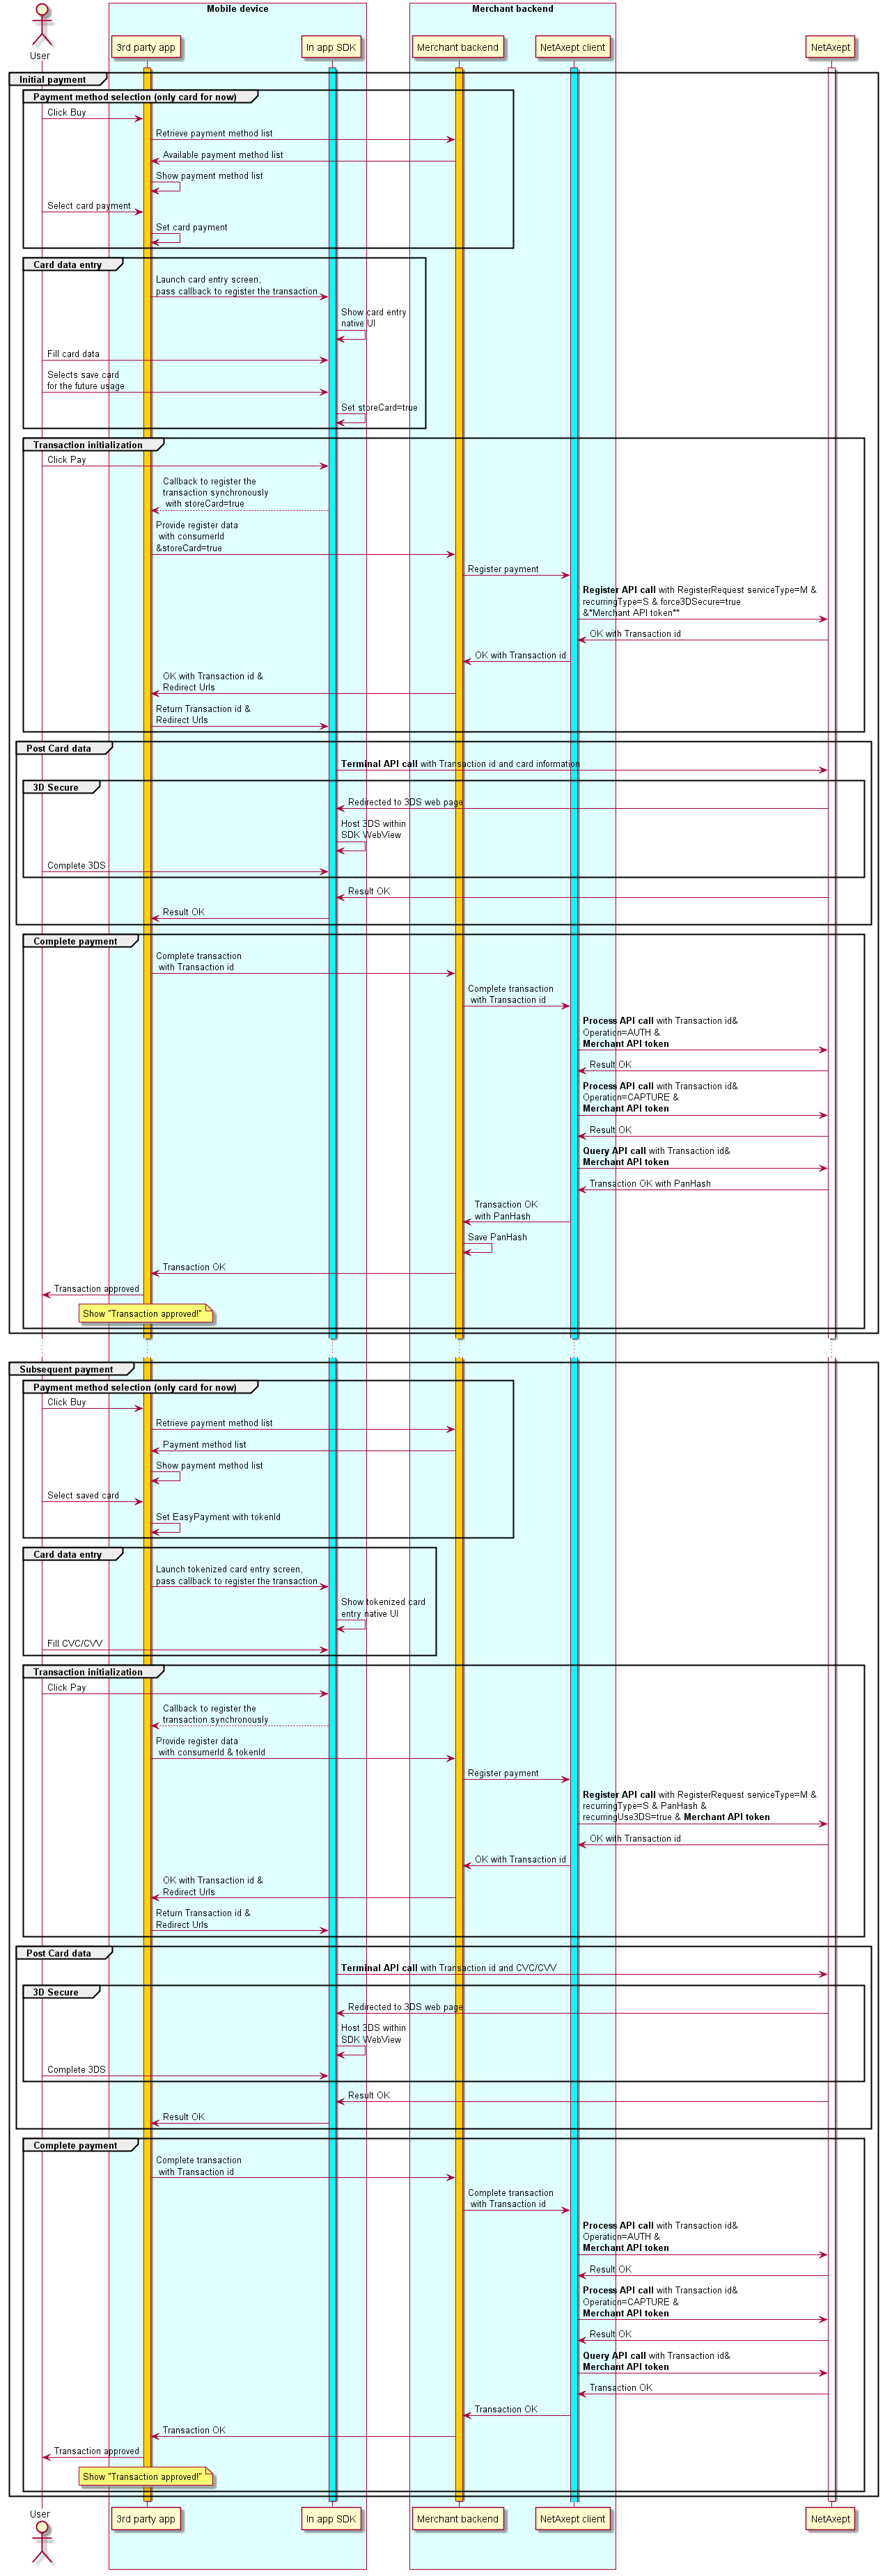 Mobile device
Merchant backend
User
3rd party app
In app SDK
Merchant backend
NetAxept client
NetAxept
Initial payment
Payment method selection (only card for now)
Click Buy
Retrieve payment method list
Available payment method list
Show payment method list
Select card payment
Set card payment
Card data entry
Launch card entry screen,
pass callback to register the transaction
Show card entry
native UI
Fill card data
Selects save card
for the future usage
Set storeCard=true
Transaction initialization
Click Pay
Callback to register the
transaction synchronously
with storeCard=true
Provide register data
with consumerId
&storeCard=true
Register payment
Register API call with RegisterRequest serviceType=M &
recurringType=S & force3DSecure=true
&*Merchant API token**
OK with Transaction id
OK with Transaction id
OK with Transaction id &
Redirect Urls
Return Transaction id &
Redirect Urls
Post Card data
Terminal API call with Transaction id and card information
3D Secure
Redirected to 3DS web page
Host 3DS within
SDK WebView
Complete 3DS
Result OK
Result OK
Complete payment
Complete transaction
with Transaction id
Complete transaction
with Transaction id
Process API call with Transaction id&
Operation=AUTH &
Merchant API token
Result OK
Process API call with Transaction id&
Operation=CAPTURE &
Merchant API token
Result OK
Query API call with Transaction id&
Merchant API token
Transaction OK with PanHash
Transaction OK
with PanHash
Save PanHash
Transaction OK
Transaction approved
Show "Transaction approved!"
Subsequent payment
Payment method selection (only card for now)
Click Buy
Retrieve payment method list
Payment method list
Show payment method list
Select saved card
Set EasyPayment with tokenId
Card data entry
Launch tokenized card entry screen,
pass callback to register the transaction
Show tokenized card
entry native UI
Fill CVC/CVV
Transaction initialization
Click Pay
Callback to register the
transaction synchronously
Provide register data
with consumerId & tokenId
Register payment
Register API call with RegisterRequest serviceType=M &
recurringType=S & PanHash &
recurringUse3DS=true & Merchant API token
OK with Transaction id
OK with Transaction id
OK with Transaction id &
Redirect Urls
Return Transaction id &
Redirect Urls
Post Card data
Terminal API call with Transaction id and CVC/CVV
3D Secure
Redirected to 3DS web page
Host 3DS within
SDK WebView
Complete 3DS
Result OK
Result OK
Complete payment
Complete transaction
with Transaction id
Complete transaction
with Transaction id
Process API call with Transaction id&
Operation=AUTH &
Merchant API token
Result OK
Process API call with Transaction id&
Operation=CAPTURE &
Merchant API token
Result OK
Query API call with Transaction id&
Merchant API token
Transaction OK
Transaction OK
Transaction OK
Transaction approved
Show "Transaction approved!"
User
3rd party app
In app SDK
Merchant backend
NetAxept client
NetAxept